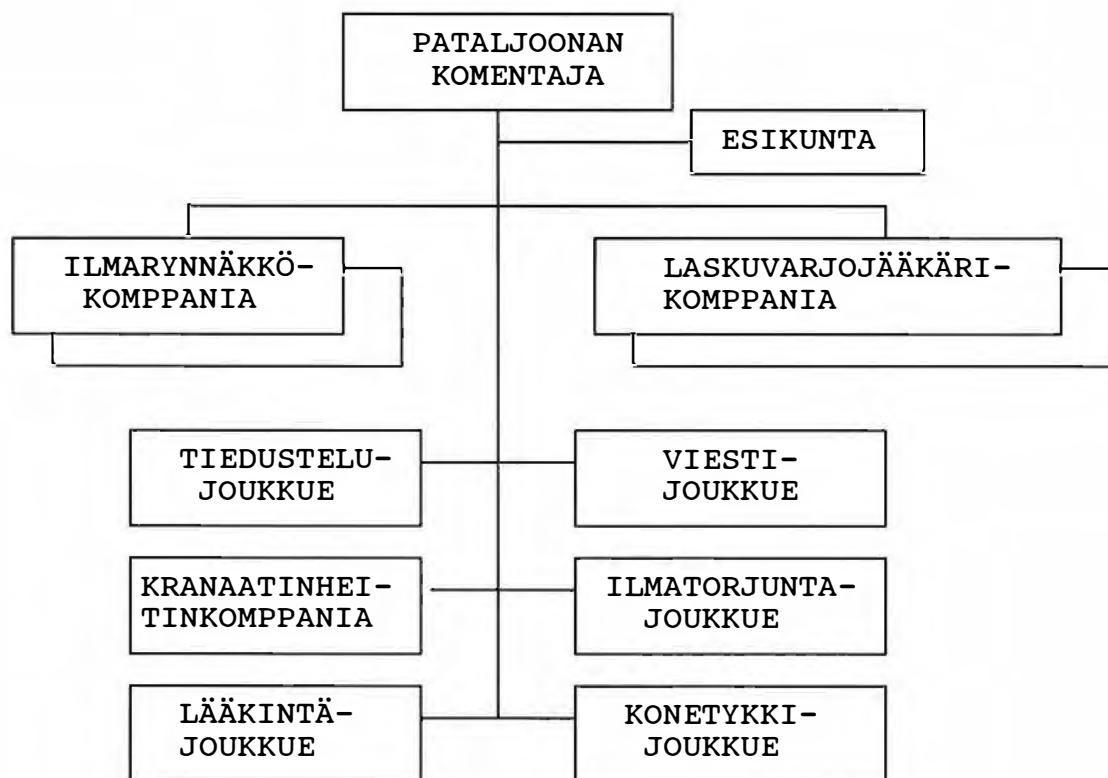 PATALJOONAN
KOMENTAJA
ESIKUNTA
ILMARYNNÄKKÖ-
KOMPPANIA
LASKUVARJOJÄÄKÄRI-
KOMPPANIA
TIEDUSTELU-
JOUKKUE
VIESTI-
JOUKKUE
KRANAATINHEI-
TINKOMPPANIA
ILMATORJUNTA-
JOUKKUE
LÄÄKINTÄ-
JOUKKUE
KONETYKKI-
JOUKKUE